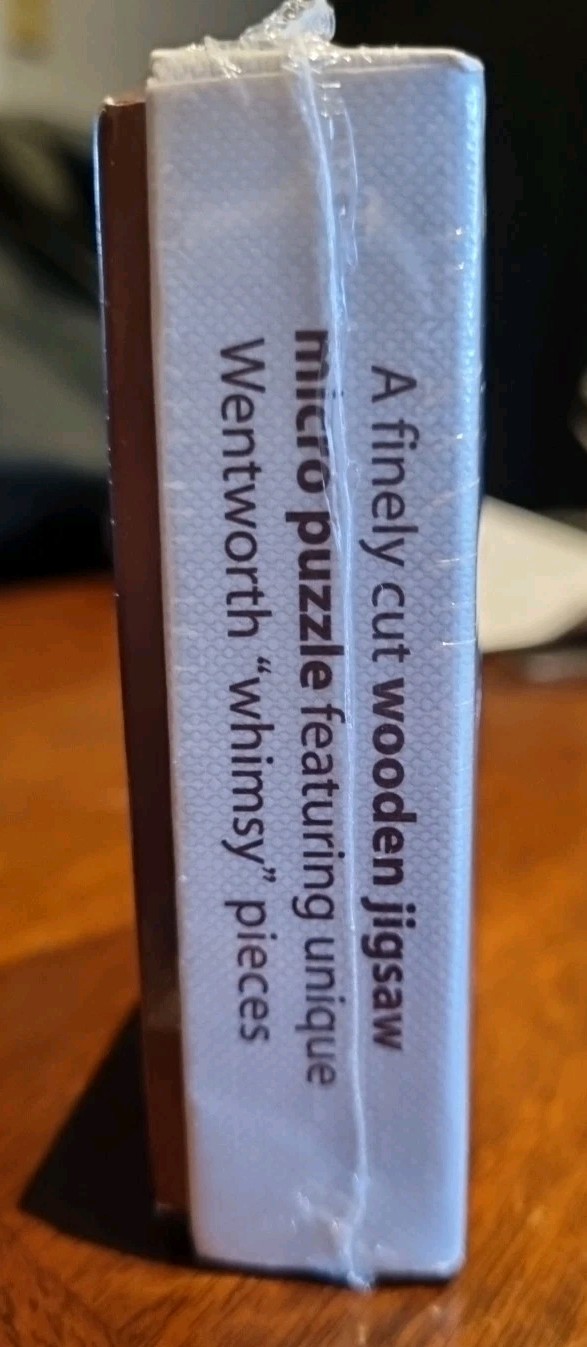 A finely cut wooden jigsaw
micro puzzle featuring unique
Wentworth “whimsy” pieces